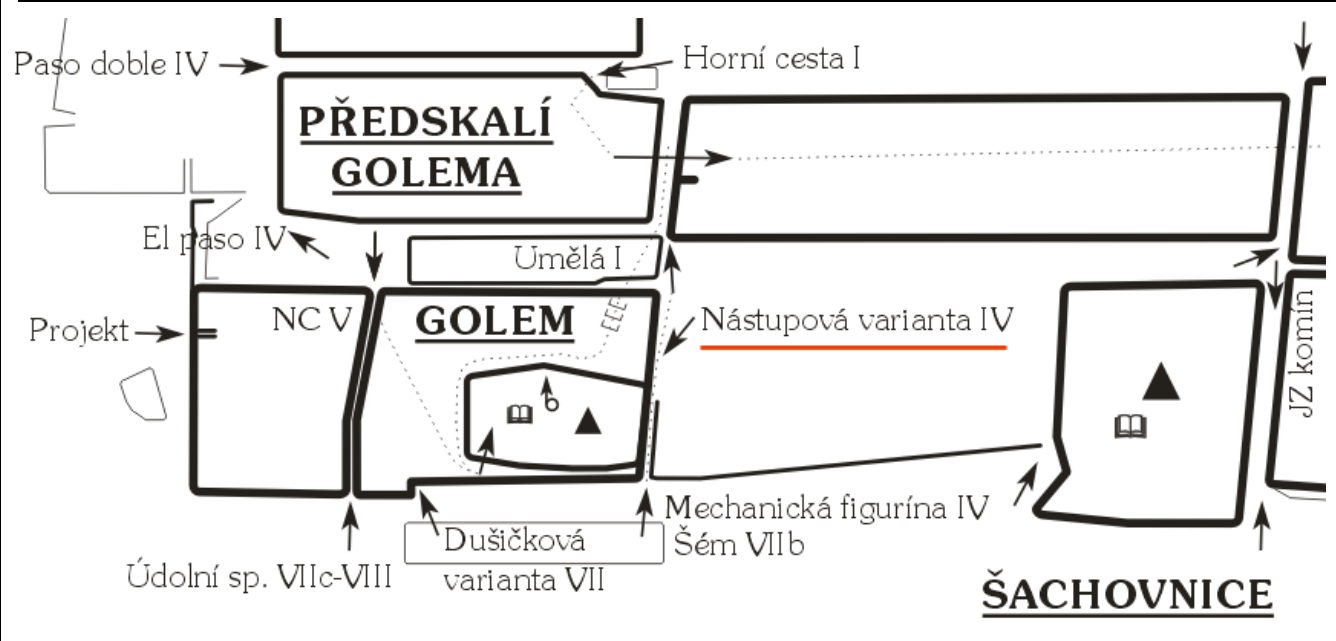 Paso doble IV
Horní cesta I
PŘEDSKALÍ
GOLEMA
El paso IV
Umělá I
Projekt
NC V
GOLEM
Nástupová varianta IV
JZ komín
Mechanická figurína IV
Dušičková
varianta VII
Šém VIIb
Údolní sp. VIIc-VIII
ŠACHOVNICE